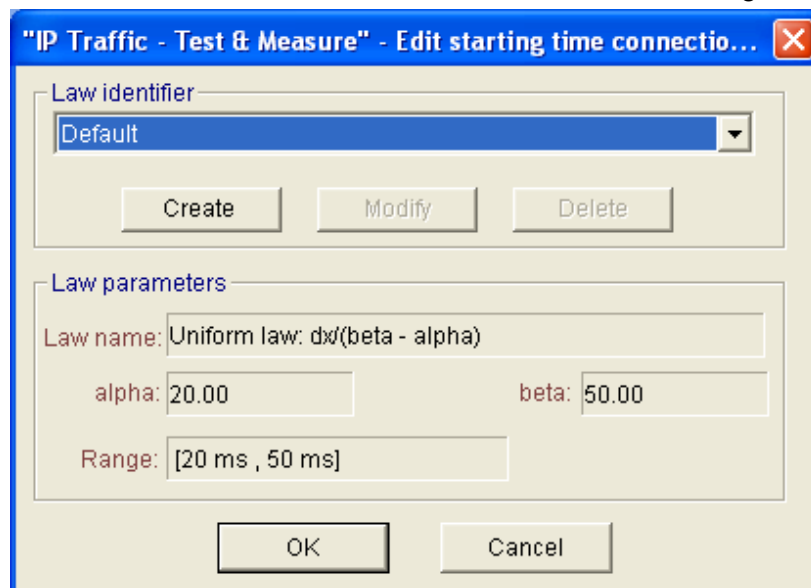 "IP Traffic - Test & Measure" - Edit starting time connectio...
Law identifier
Default
Create Modify Delete
Law parameters
Law name: Uniform law: dx/(beta - alpha)
alpha: 20.00 beta: 50.00
Range: [20 ms , 50 ms]
OK Cancel